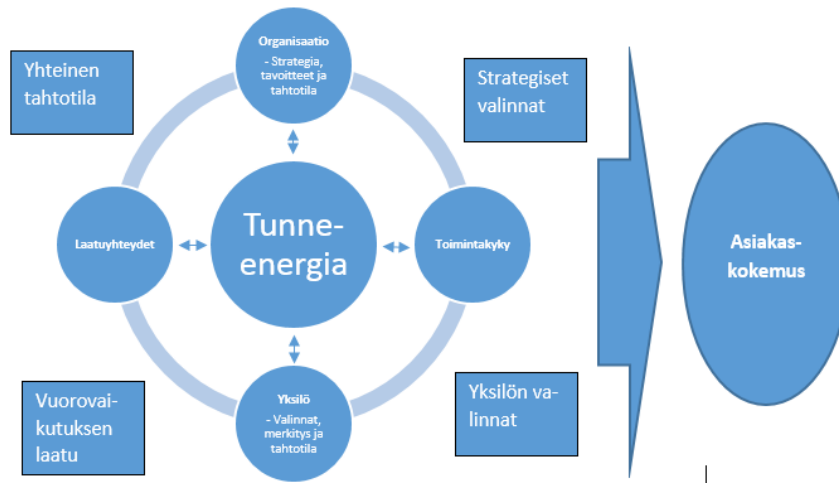 Organisaatio
- Strategia,
tavoitteet ja
tahtotila
Yhteinen
tahtotila
Strategiset
valinnat
Laatuyhteydet
Tunne-
energia
Toimintakyky
Asiakas-
kokemus
Yksilö
- Valinnat,
merkitys ja
tahtotila
Vuorovai-
kutuksen
laatu
Yksilön va-
linnat